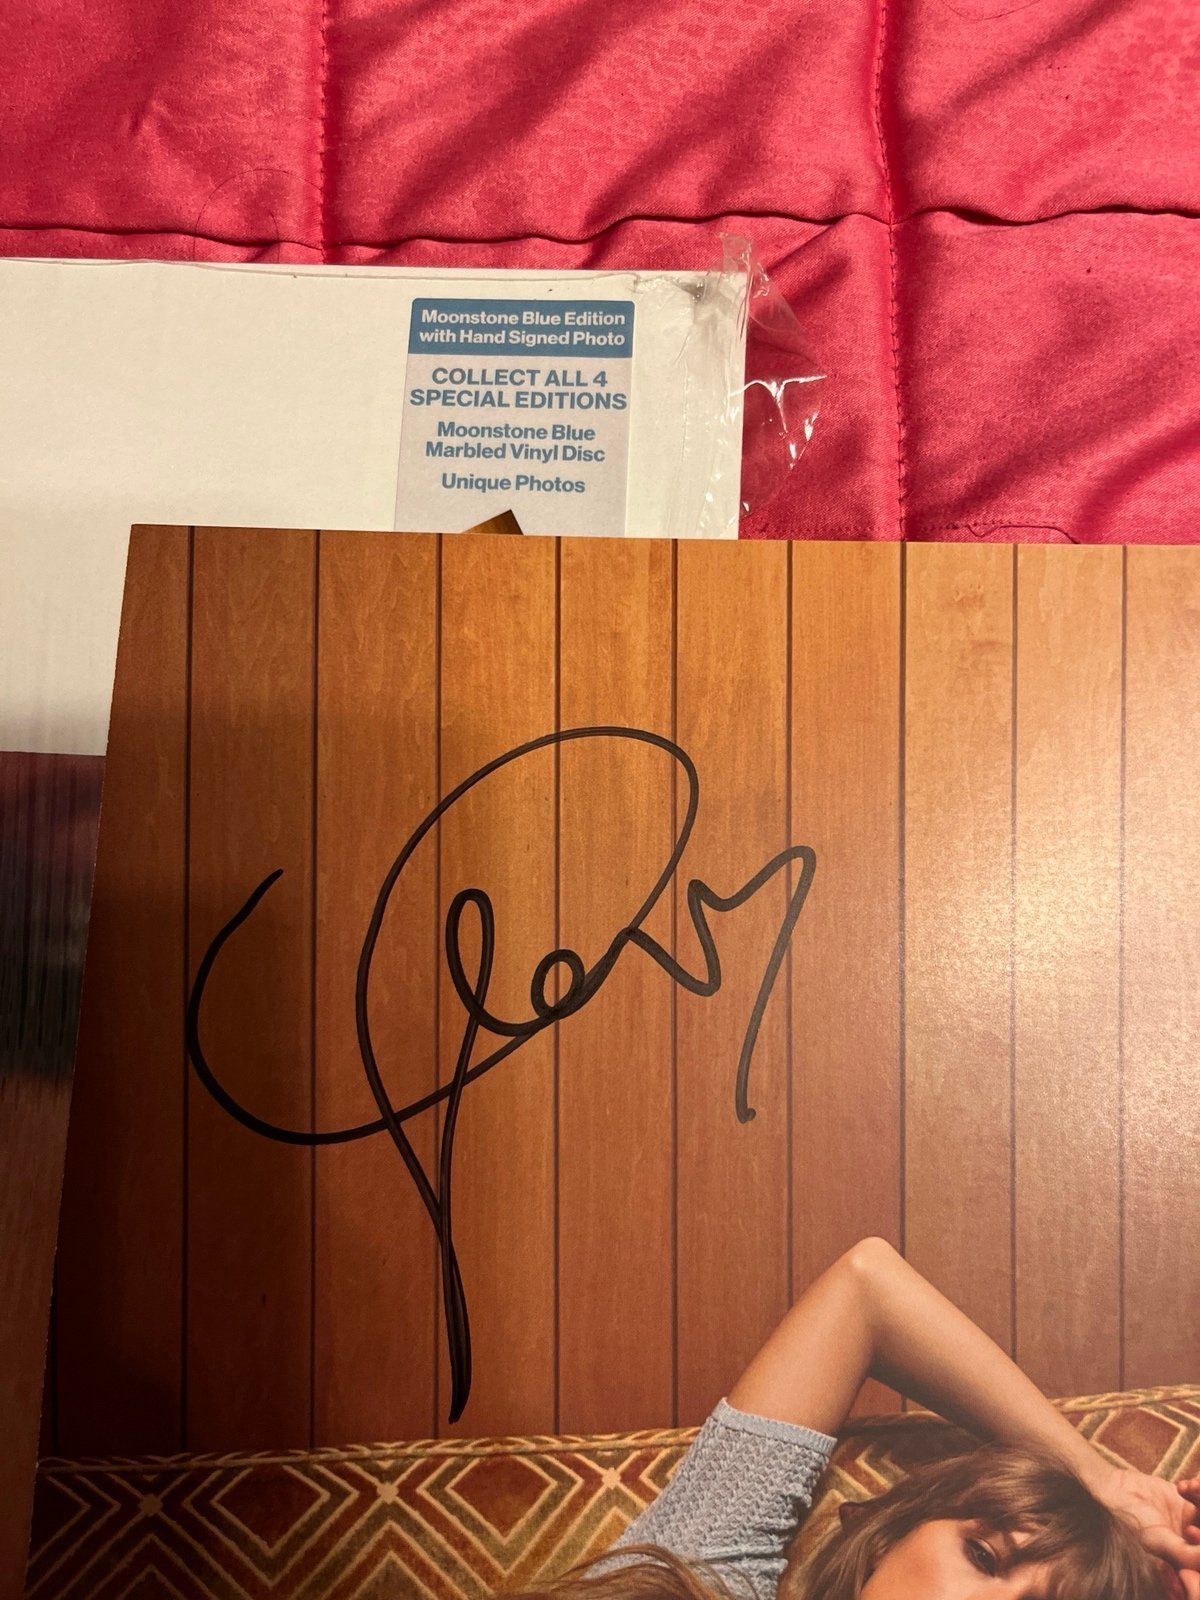 Moonstone Blue Edition
with Hand Signed Photo
COLLECT ALL 4
SPECIAL EDITIONS
Moonstone Blue
Marbled Vinyl Disc
Unique Photos